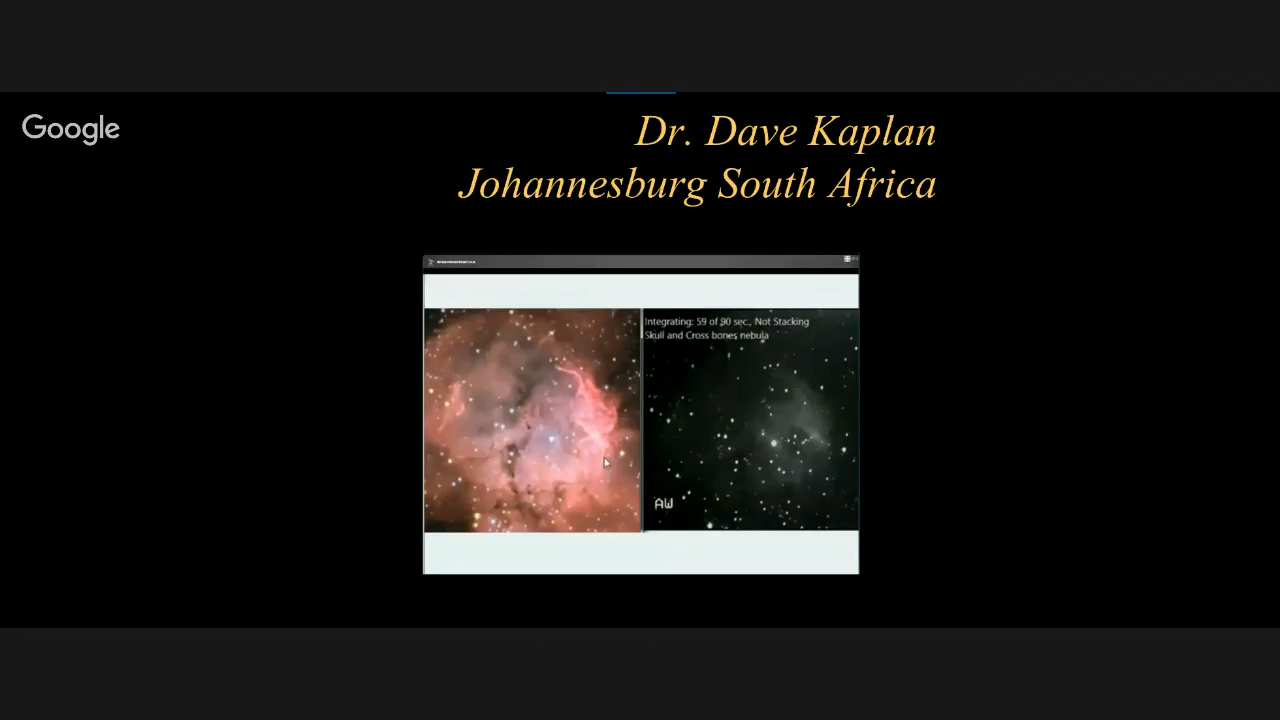 Google
Dr. Dave Kaplan
Johannesburg South Africa
Integrating: 59 of 90 sec., Not Stacking
Skull and Cross bones nebula
AW